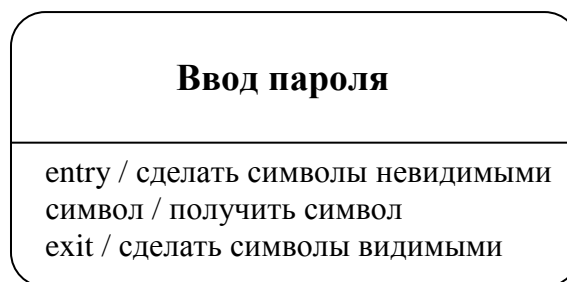 Ввод пароля
entry / сделать символы невидимыми
символ / получить символ
exit / сделать символы видимыми